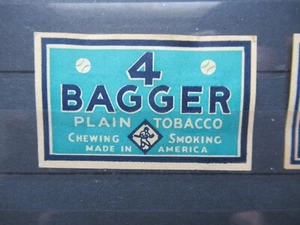 4
BAGGER
PLAIN TOBACCO
CHEWING SMOKING
MADE IN AMERICA